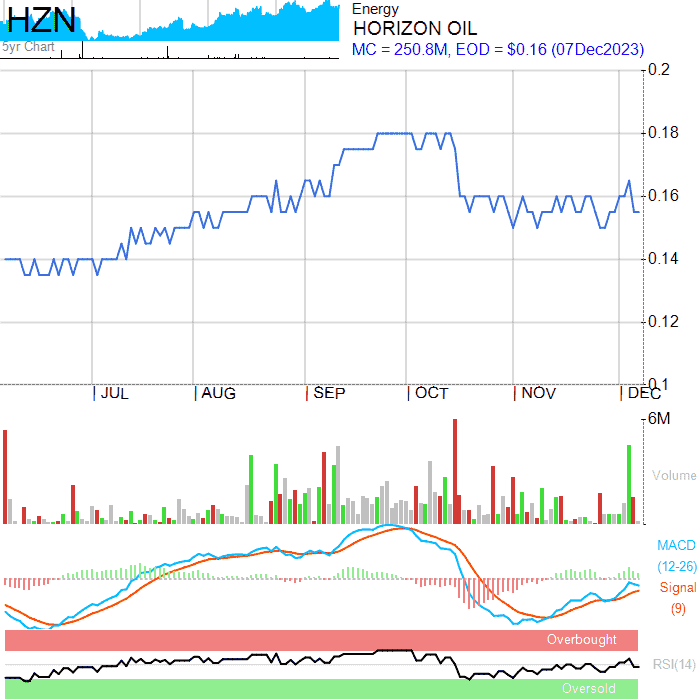 HZN
5yr Chart
Energy
HORIZON OIL
MC = 250.8M, EOD = $0.16 (07Dec2023)
0.2
0.18
0.16
0.14
0.12
0.1
JUL AUG SEP OCT NOV DEC
6M
Volume
MACD
(12-26)
Signal
(9)
Overbought
RSI(14)
Oversold